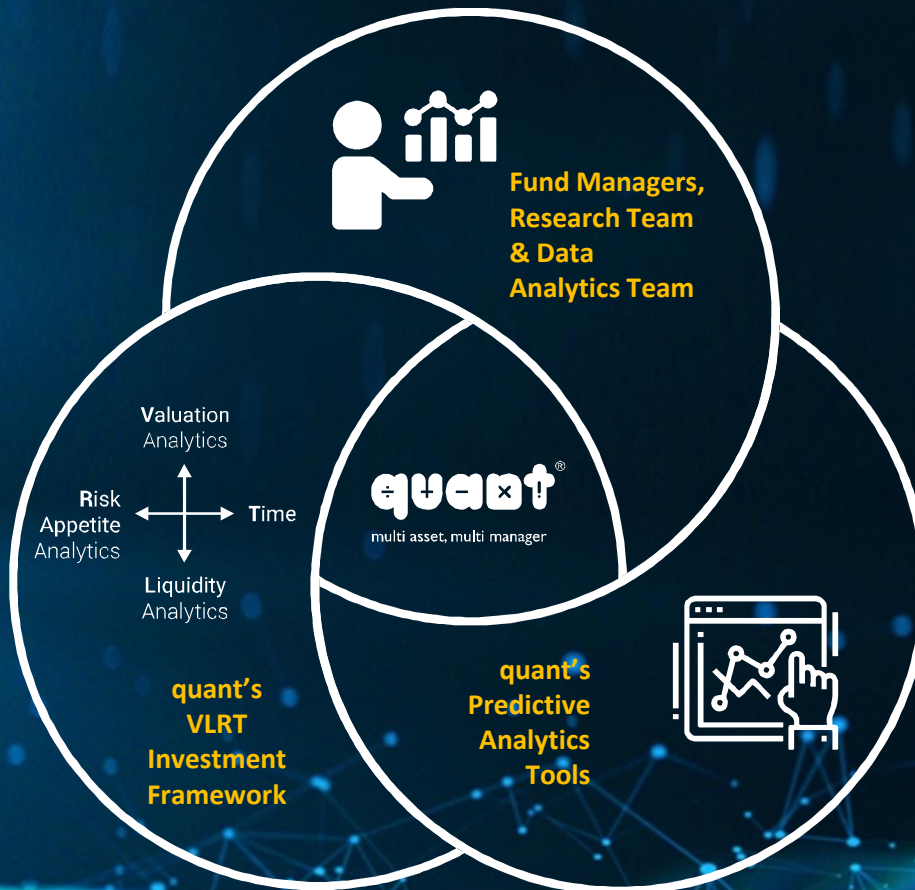 Fund Managers,
Research Team
& Data
Analytics Team
Valuation
Analytics
Risk
Appetite
Analytics
Time
Liquidity
Analytics
quant®
÷ + − × !
multi asset, multi manager
quant’s
VLRT
Investment
Framework
quant’s
Predictive
Analytics
Tools